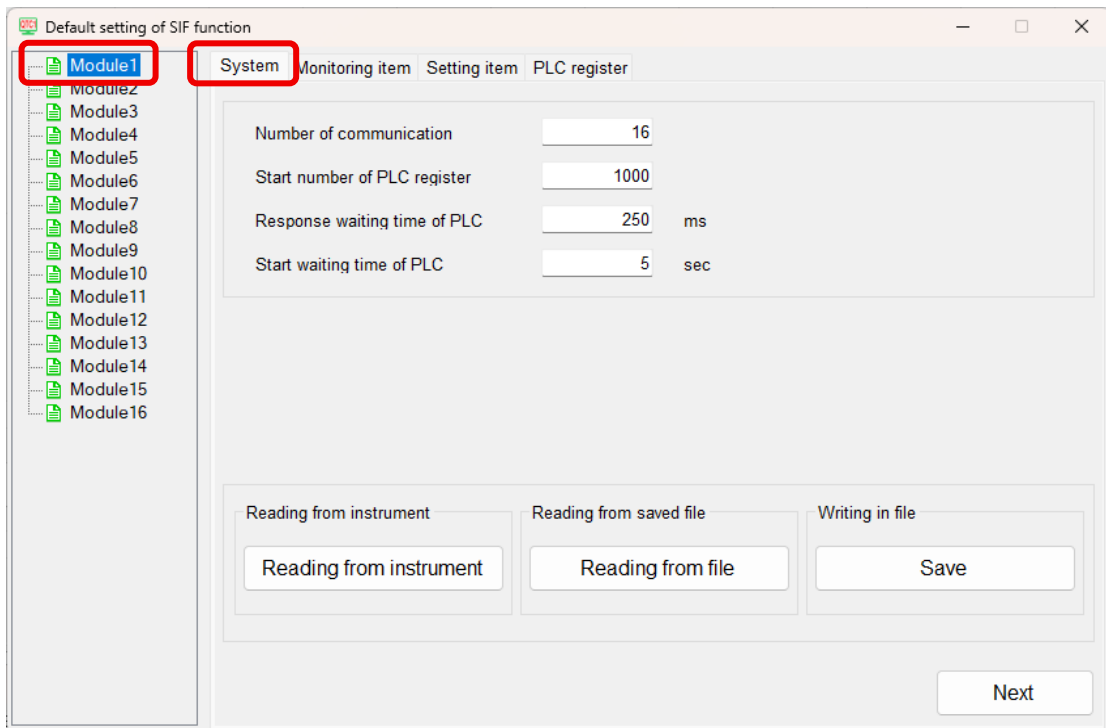 Default setting of SIF function
Module1
Module2
Module3
Module4
Module5
Module6
Module7
Module8
Module9
Module10
Module11
Module12
Module13
Module14
Module15
Module16
System Monitoring item Setting item PLC register
Number of communication 16
Start number of PLC register 1000
Response waiting time of PLC 250 ms
Start waiting time of PLC 5 sec
Reading from instrument Reading from saved file Writing in file
Reading from instrument Reading from file Save
Next